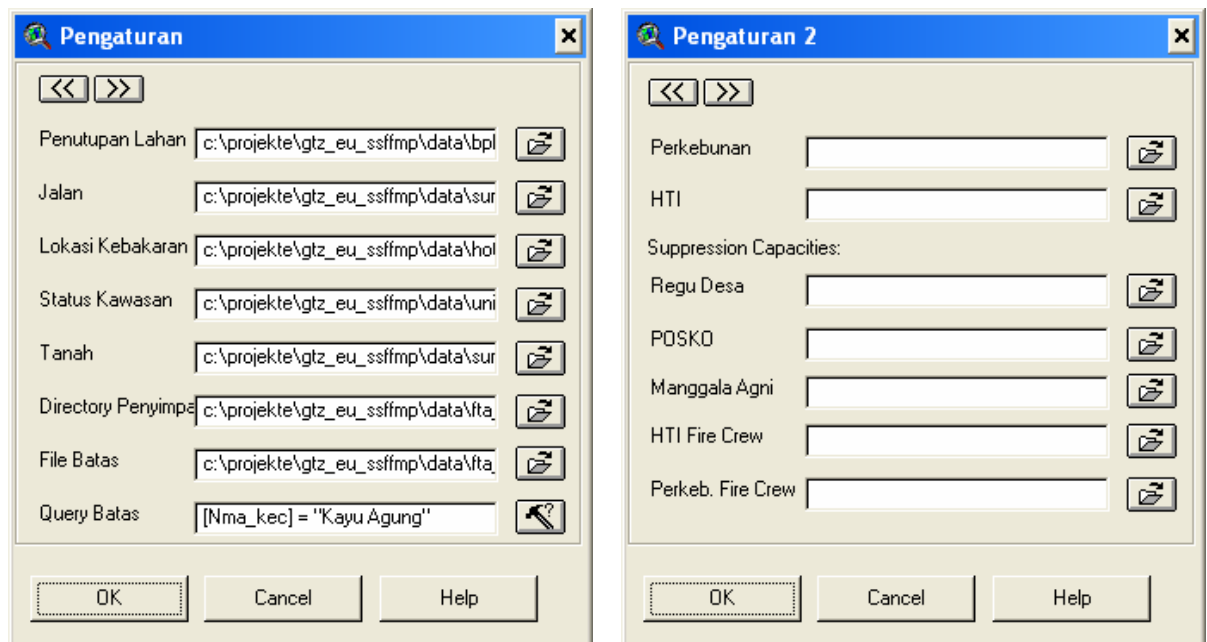 Pengaturan
<< >>
Penutupan Lahan c:\projekte\gtz_eu_ssffmp\data\bpl
Jalan c:\projekte\gtz_eu_ssffmp\data\sur
Lokasi Kebakaran c:\projekte\gtz_eu_ssffmp\data\hot
Status Kawasan c:\projekte\gtz_eu_ssffmp\data\uni
Tanah c:\projekte\gtz_eu_ssffmp\data\sur
Directory Penyimpa c:\projekte\gtz_eu_ssffmp\data\fta_
File Batas c:\projekte\gtz_eu_ssffmp\data\fta_
Query Batas [Nma_kec] = "Kayu Agung"
OK Cancel Help
Pengaturan 2
<< >>
Perkebunan
HTI
Suppression Capacities:
Regu Desa
POSKO
Manggala Agni
HTI Fire Crew
Perkeb. Fire Crew
OK Cancel Help